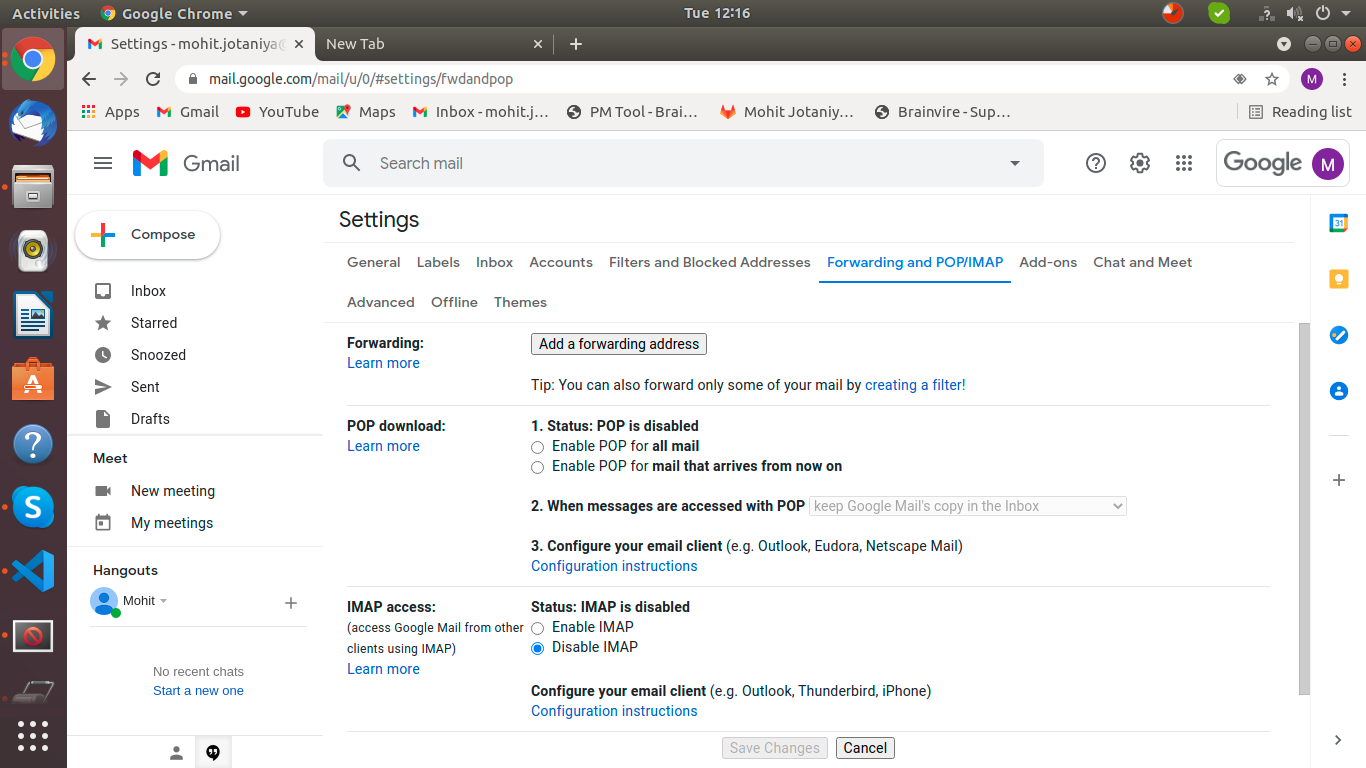 Activities
Google Chrome
Tue 12:16
Settings - mohit.jotaniya@
New Tab
mail.google.com/mail/u/0/#settings/fwdandpop
M
Apps
Gmail
YouTube
Maps
Inbox - mohit.j…
PM Tool - Brai…
Mohit Jotaniy…
Brainvire - Sup…
Reading list
Gmail
Search mail
Google
M
Compose
Inbox
Starred
Snoozed
Sent
Drafts
Meet
New meeting
My meetings
Hangouts
Mohit
No recent chats
Start a new one
Settings
General Labels Inbox Accounts Filters and Blocked Addresses Forwarding and POP/IMAP Add-ons Chat and Meet
Advanced Offline Themes
Forwarding:
Learn more
Add a forwarding address
Tip: You can also forward only some of your mail by creating a filter!
POP download:
Learn more
1. Status: POP is disabled
Enable POP for all mail
Enable POP for mail that arrives from now on
2. When messages are accessed with POP keep Google Mail's copy in the Inbox
3. Configure your email client (e.g. Outlook, Eudora, Netscape Mail)
Configuration instructions
IMAP access:
(access Google Mail from other
clients using IMAP)
Learn more
Status: IMAP is disabled
Enable IMAP
Disable IMAP
Configure your email client (e.g. Outlook, Thunderbird, iPhone)
Configuration instructions
Save Changes Cancel
31